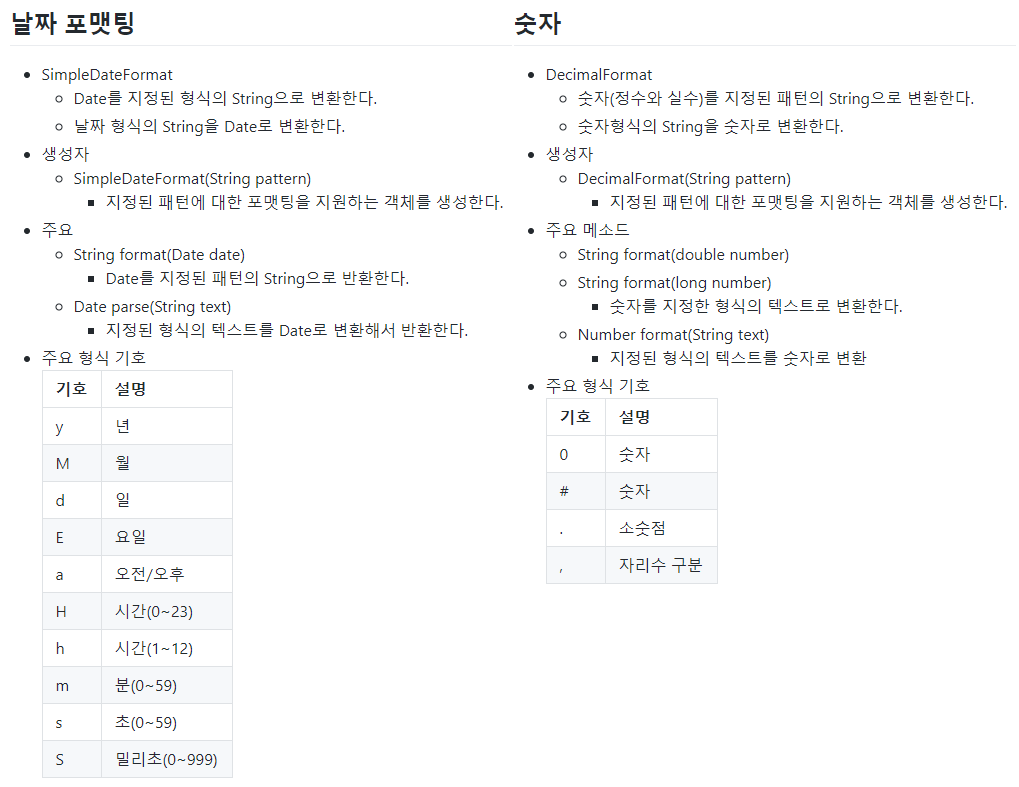 날짜 포맷팅
SimpleDateFormat
Date를 지정된 형식의 String으로 변환한다.
날짜 형식의 String을 Date로 변환한다.
생성자
SimpleDateFormat(String pattern)
지정된 패턴에 대한 포맷팅을 지원하는 객체를 생성한다.
주요
String format(Date date)
Date를 지정된 패턴의 String으로 반환한다.
Date parse(String text)
지정된 형식의 텍스트를 Date로 변환해서 반환한다.
주요 형식 기호
기호 설명
y 년
M 월
d 일
E 요일
a 오전/오후
H 시간(0~23)
h 시간(1~12)
m 분(0~59)
s 초(0~59)
S 밀리초(0~999)
숫자
DecimalFormat
숫자(정수와 실수)를 지정된 패턴의 String으로 변환한다.
숫자형식의 String을 숫자로 변환한다.
생성자
DecimalFormat(String pattern)
지정된 패턴에 대한 포맷팅을 지원하는 객체를 생성한다.
주요 메소드
String format(double number)
String format(long number)
숫자를 지정한 형식의 텍스트로 변환한다.
Number format(String text)
지정된 형식의 텍스트를 숫자로 변환
주요 형식 기호
기호 설명
0 숫자
# 숫자
. 소숫점
, 자리수 구분